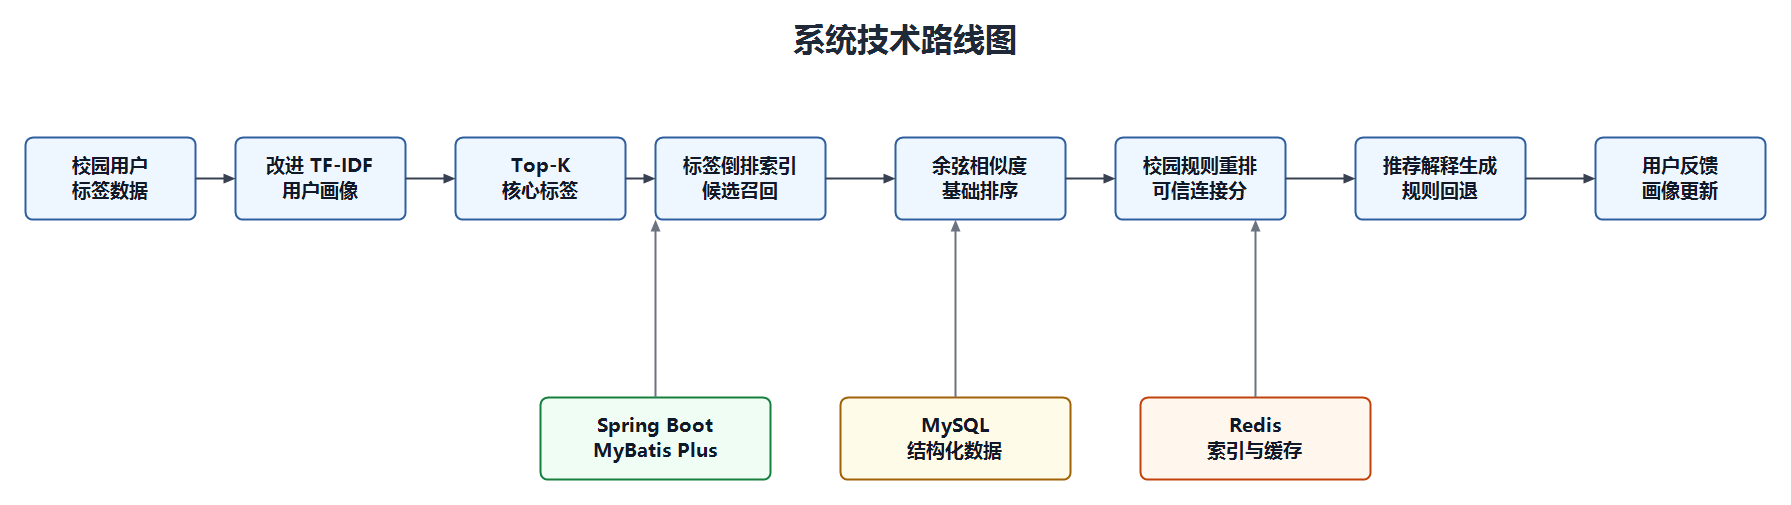 系统技术路线图
校园用户
标签数据
改进 TF-IDF
用户画像
Top-K
核心标签
标签倒排索引
候选召回
余弦相似度
基础排序
校园规则重排
可信连接分
推荐解释生成
规则回退
用户反馈
画像更新
Spring Boot
MyBatis Plus
MySQL
结构化数据
Redis
索引与缓存